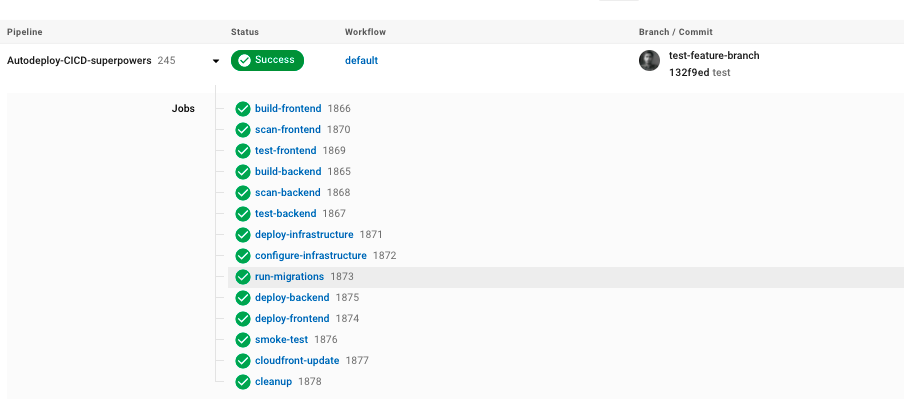 Pipeline Status Workflow Branch / Commit
Autodeploy-CICD-superpowers 245 Success default test-feature-branch
132f9ed test
Jobs build-frontend 1866
scan-frontend 1870
test-frontend 1869
build-backend 1865
scan-backend 1868
test-backend 1867
deploy-infrastructure 1871
configure-infrastructure 1872
run-migrations 1873
deploy-backend 1875
deploy-frontend 1874
smoke-test 1876
cloudfront-update 1877
cleanup 1878